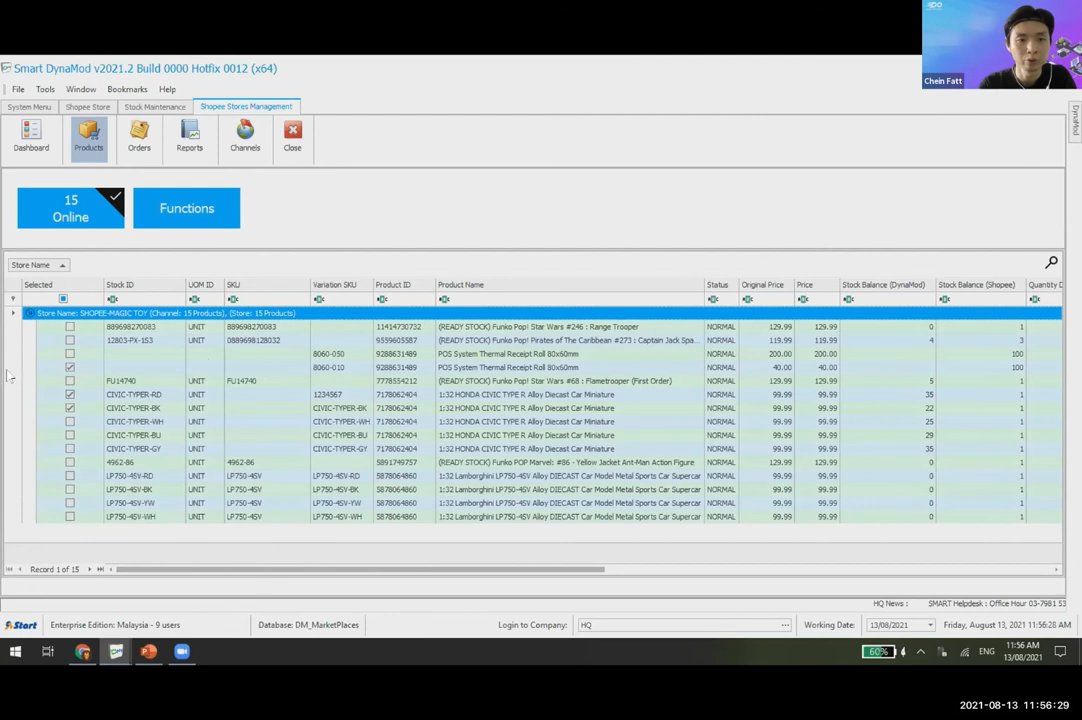 Chein Fatt
Smart DynaMod v2021.2 Build 0000 Hotfix 0012 (x64)
File Tools Window Bookmarks Help
System Menu Shopee Store Stock Maintenance Shopee Stores Management
DynaMod
Dashboard Products Orders Reports Channels Close
15
Online
Functions
Store Name
Selected Stock ID UOM ID SKU Variation SKU Product ID Product Name Status Original Price Price Stock Balance (DynaMod) Stock Balance (Shopee) Quantity D
Store Name: SHOPEE-MAGIC TOY (Channel: 15 Products), (Store: 15 Products)
889698270083 UNIT 889698270083 11414730732 (READY STOCK) Funko Pop! Star Wars #246 : Range Trooper NORMAL 129.99 129.99 0 1
12803-PX-1S3 UNIT 0889698128032 9559605587 (READY STOCK) Funko Pop! Pirates of The Caribbean #273 : Captain Jack Spa... NORMAL 119.99 119.99 4 3
8060-050 9288631489 POS System Thermal Receipt Roll 80x60mm NORMAL 200.00 200.00 100
8060-010 9288631489 POS System Thermal Receipt Roll 80x60mm NORMAL 40.00 40.00 100
FU14740 UNIT FU14740 7778554212 (READY STOCK) Funko Pop! Star Wars #68 : Flametrooper (First Order) NORMAL 129.99 129.99 5 1
CIVIC-TYPER-RD UNIT 1234567 7178062404 1:32 HONDA CIVIC TYPE R Alloy Diecast Car Miniature NORMAL 99.99 99.99 35 1
CIVIC-TYPER-BK UNIT CIVIC-TYPER-BK 7178062404 1:32 HONDA CIVIC TYPE R Alloy Diecast Car Miniature NORMAL 99.99 99.99 22 1
CIVIC-TYPER-WH UNIT CIVIC-TYPER-WH 7178062404 1:32 HONDA CIVIC TYPE R Alloy Diecast Car Miniature NORMAL 99.99 99.99 25 1
CIVIC-TYPER-BU UNIT CIVIC-TYPER-BU 7178062404 1:32 HONDA CIVIC TYPE R Alloy Diecast Car Miniature NORMAL 99.99 99.99 29 1
CIVIC-TYPER-GY UNIT CIVIC-TYPER-GY 7178062404 1:32 HONDA CIVIC TYPE R Alloy Diecast Car Miniature NORMAL 99.99 99.99 35 1
4962-86 UNIT 4962-86 5891749757 (READY STOCK) Funko POP Marvel: #86 - Yellow Jacket Ant-Man Action Figure NORMAL 129.99 129.99 0 1
LP750-4SV-RD UNIT LP750-4SV LP750-4SV-RD 5878064860 1:32 Lamborghini LP750-4SV Alloy DIECAST Car Model Metal Sports Car Supercar NORMAL 99.99 99.99 0 1
LP750-4SV-BK UNIT LP750-4SV LP750-4SV-BK 5878064860 1:32 Lamborghini LP750-4SV Alloy DIECAST Car Model Metal Sports Car Supercar NORMAL 99.99 99.99 0 1
LP750-4SV-YW UNIT LP750-4SV LP750-4SV-YW 5878064860 1:32 Lamborghini LP750-4SV Alloy DIECAST Car Model Metal Sports Car Supercar NORMAL 99.99 99.99 0 1
LP750-4SV-WH UNIT LP750-4SV LP750-4SV-WH 5878064860 1:32 Lamborghini LP750-4SV Alloy DIECAST Car Model Metal Sports Car Supercar NORMAL 99.99 99.99 0 1
Record 1 of 15
HQ News : SMART Helpdesk : Office Hour 03-7981 53
Start Enterprise Edition: Malaysia - 9 users Database: DM_MarketPlaces Login to Company: HQ Working Date: 13/08/2021 Friday, August 13, 2021 11:56:28 AM
60% ENG 11:56 AM
13/08/2021
2021-08-13 11:56:29